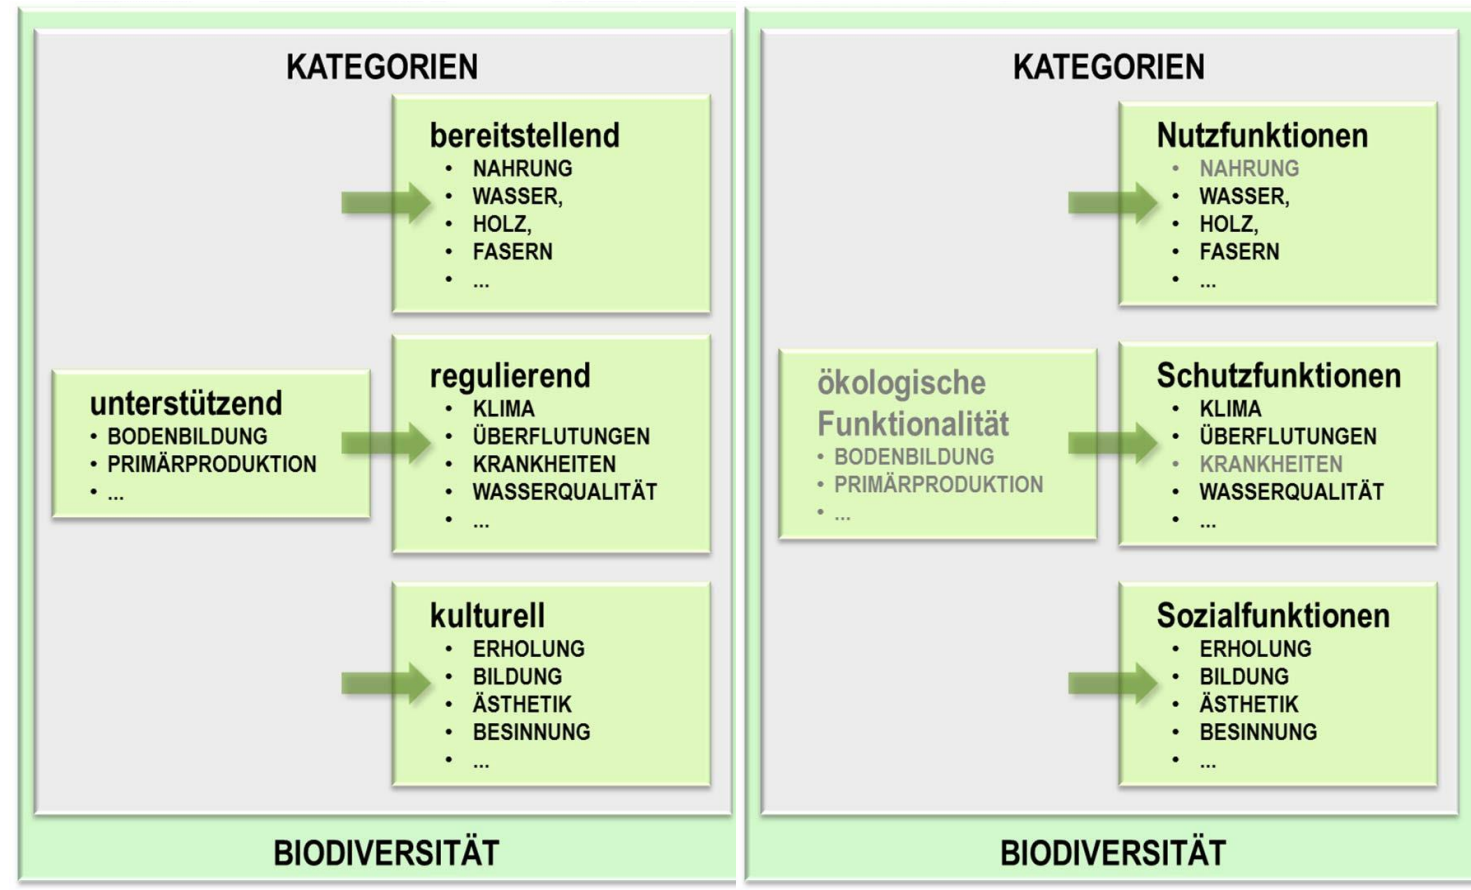 KATEGORIEN
bereitstellend
• NAHRUNG
• WASSER,
• HOLZ,
• FASERN
• ...
unterstützend
• BODENBILDUNG
• PRIMÄRPRODUKTION
• ...
regulierend
• KLIMA
• ÜBERFLUTUNGEN
• KRANKHEITEN
• WASSERQUALITÄT
• ...
kulturell
• ERHOLUNG
• BILDUNG
• ÄSTHETIK
• BESINNUNG
• ...
BIODIVERSITÄT
KATEGORIEN
Nutzfunktionen
• NAHRUNG
• WASSER,
• HOLZ,
• FASERN
• ...
ökologische
Funktionalität
• BODENBILDUNG
• PRIMÄRPRODUKTION
• ...
Schutzfunktionen
• KLIMA
• ÜBERFLUTUNGEN
• KRANKHEITEN
• WASSERQUALITÄT
• ...
Sozialfunktionen
• ERHOLUNG
• BILDUNG
• ÄSTHETIK
• BESINNUNG
• ...
BIODIVERSITÄT